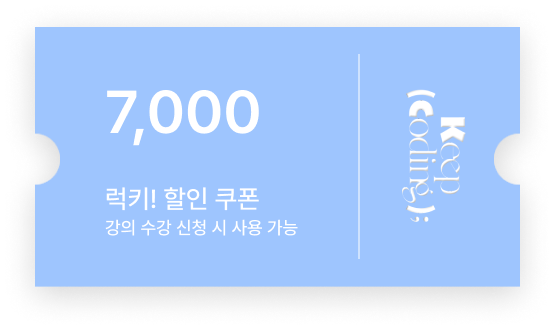 7,000
럭키! 할인 쿠폰
강의 수강 신청 시 사용 가능
Keep
(Coding);